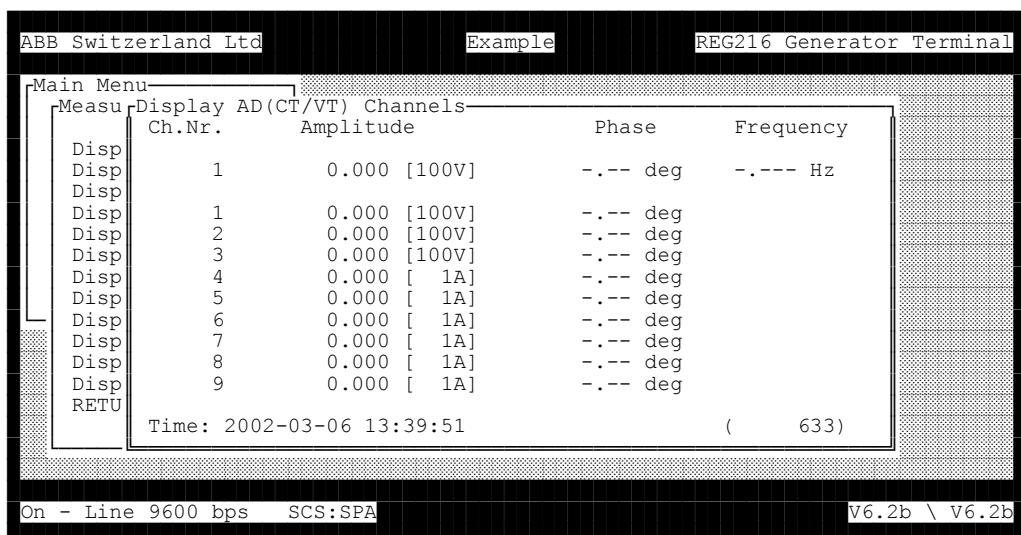 ABB Switzerland Ltd Example REG216 Generator Terminal
Main Menu
Measu Display AD(CT/VT) Channels
Ch.Nr. Amplitude Phase Frequency
Disp
Disp 1 0.000 [100V] -.-- deg -.--- Hz
Disp
Disp 1 0.000 [100V] -.-- deg
Disp 2 0.000 [100V] -.-- deg
Disp 3 0.000 [100V] -.-- deg
Disp 4 0.000 [ 1A] -.-- deg
Disp 5 0.000 [ 1A] -.-- deg
Disp 6 0.000 [ 1A] -.-- deg
Disp 7 0.000 [ 1A] -.-- deg
Disp 8 0.000 [ 1A] -.-- deg
Disp 9 0.000 [ 1A] -.-- deg
RETU
Time: 2002-03-06 13:39:51 ( 633)
On - Line 9600 bps SCS:SPA V6.2b \ V6.2b